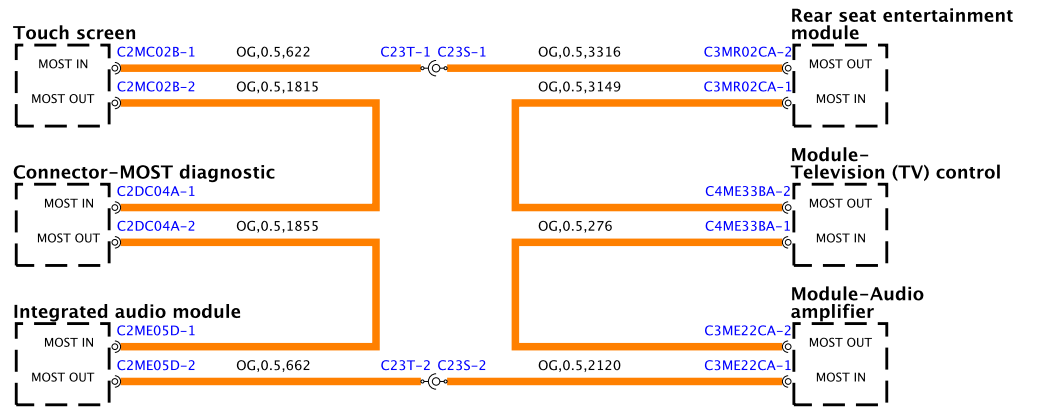 Touch screen
Rear seat entertainment
module
MOST IN
C2MC02B-1
OG,0.5,622
C23T-1 C23S-1
OG,0.5,3316
C3MR02CA-2
MOST OUT
MOST OUT
C2MC02B-2
OG,0.5,1815
OG,0.5,3149
C3MR02CA-1
MOST IN
Connector-MOST diagnostic
Module-
Television (TV) control
MOST IN
C2DC04A-1
C4ME33BA-2
MOST OUT
MOST OUT
C2DC04A-2
OG,0.5,1855
OG,0.5,276
C4ME33BA-1
MOST IN
Integrated audio module
Module-Audio
amplifier
MOST IN
C2ME05D-1
C3ME22CA-2
MOST OUT
MOST OUT
C2ME05D-2
OG,0.5,662
C23T-2 C23S-2
OG,0.5,2120
C3ME22CA-1
MOST IN